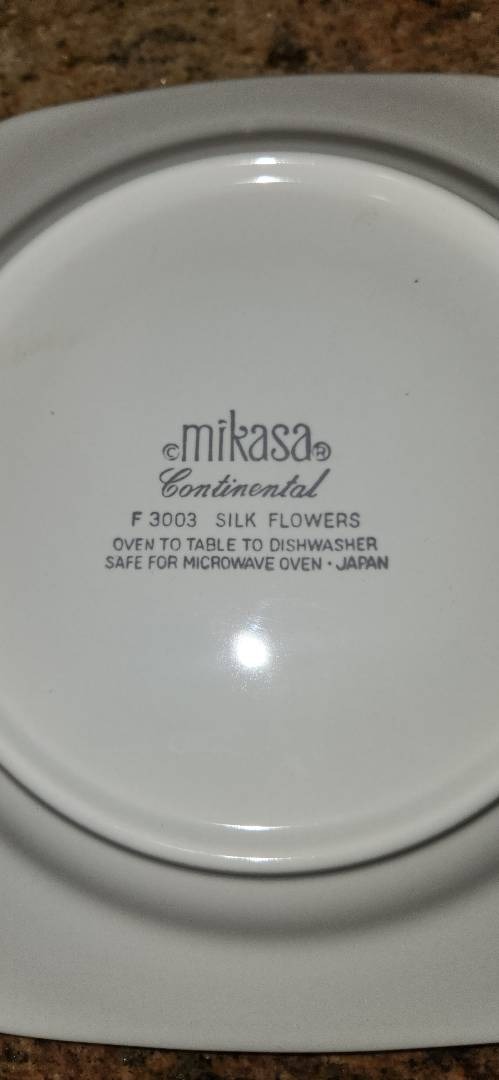 ©mikasa®
Continental
F 3003 SILK FLOWERS
OVEN TO TABLE TO DISHWASHER
SAFE FOR MICROWAVE OVEN · JAPAN